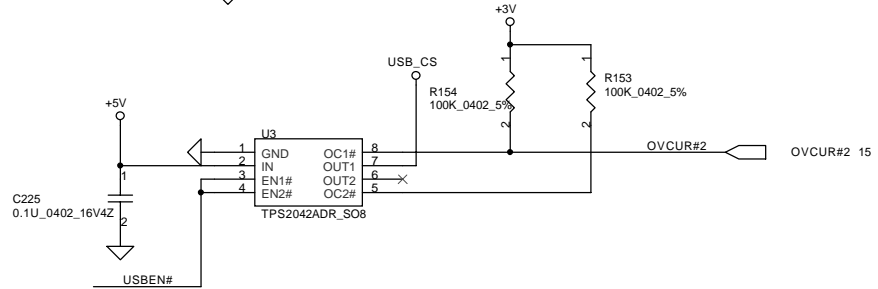 +3V
USB_CS
1
1
R154
100K_0402_5%
R153
100K_0402_5%
2
2
+5V
U3
1
GND
OC1#
8
2
IN
OUT1
7
3
EN1#
OUT2
6
4
EN2#
OC2#
5
TPS2042ADR_SO8
OVCUR#2
OVCUR#2 15
1
C225
0.1U_0402_16V4Z
2
USBEN#